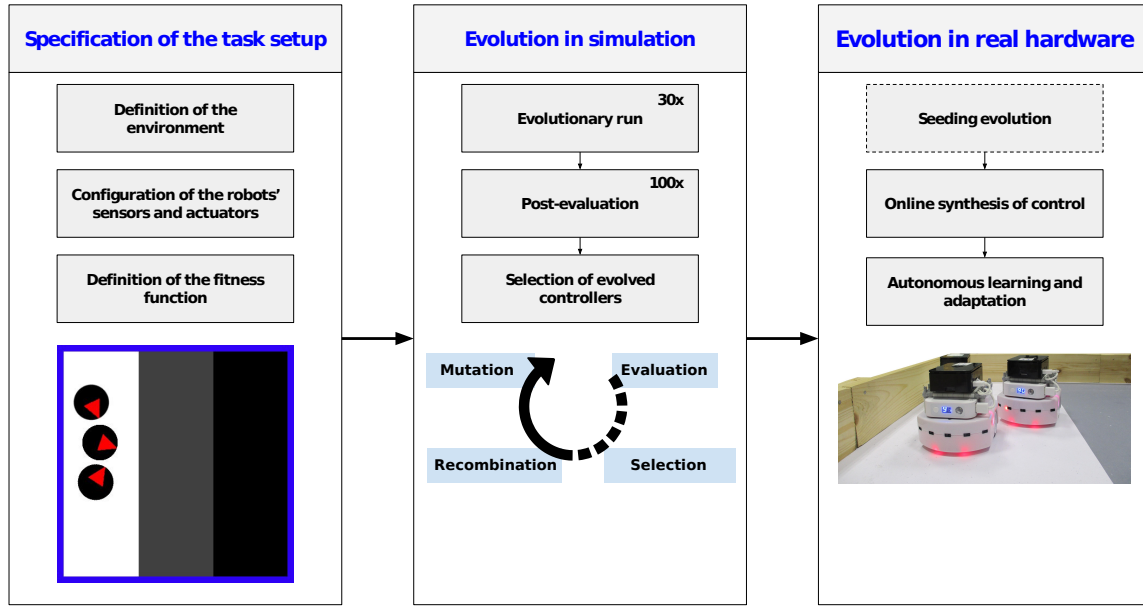 Specification of the task setup
Definition of the
environment
Configuration of the robots’
sensors and actuators
Definition of the fitness
function
Evolution in simulation
30x
Evolutionary run
100x
Post-evaluation
Selection of evolved
controllers
Mutation
Evaluation
Recombination
Selection
Evolution in real hardware
Seeding evolution
Online synthesis of control
Autonomous learning and
adaptation